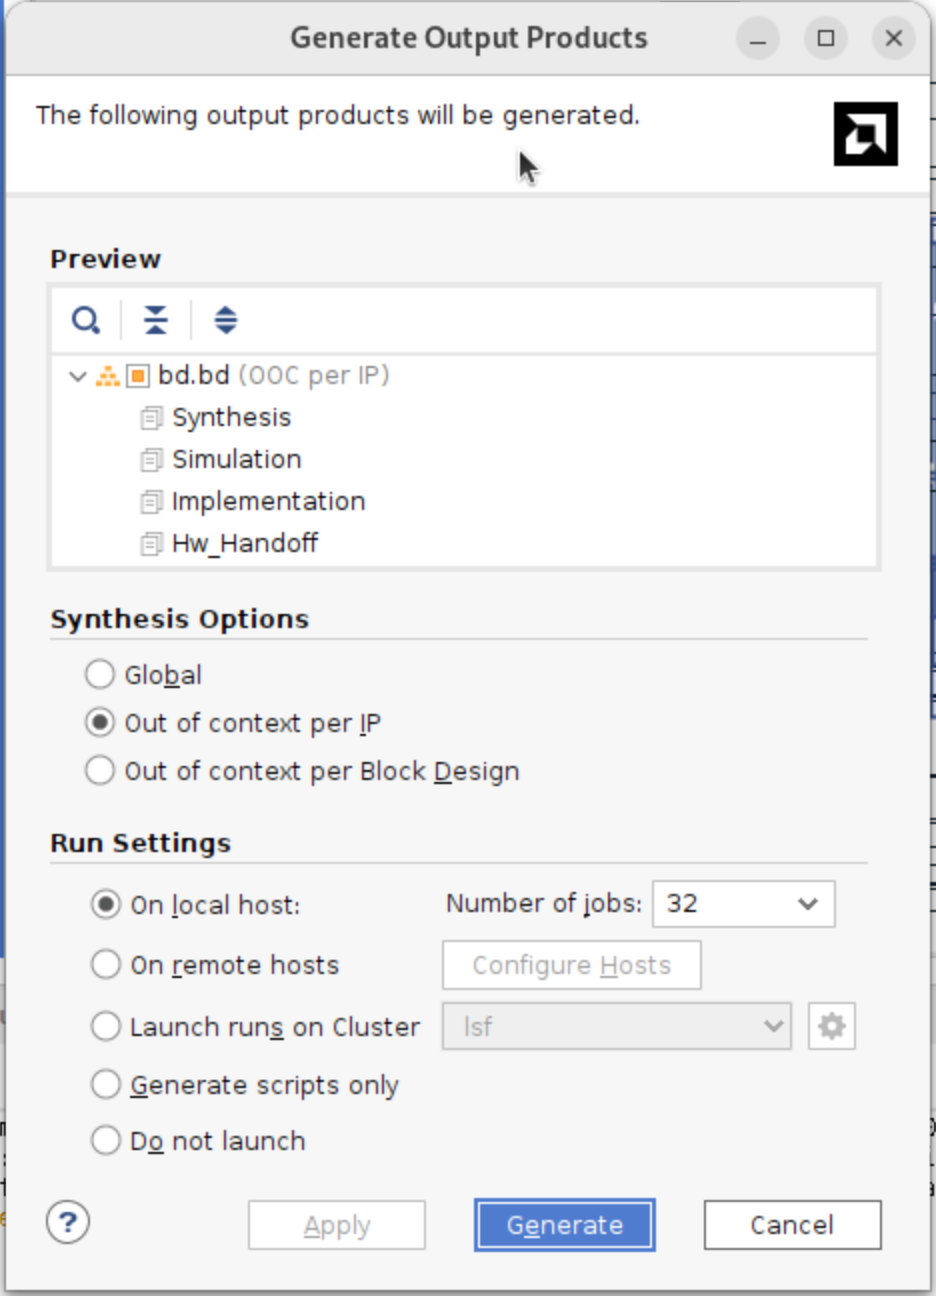 Generate Output Products
The following output products will be generated.
Preview
bd.bd (OOC per IP)
Synthesis
Simulation
Implementation
Hw_Handoff
Synthesis Options
Global
Out of context per IP
Out of context per Block Design
Run Settings
On local host: Number of jobs: 32
On remote hosts Configure Hosts
Launch runs on Cluster lsf
Generate scripts only
Do not launch
? Apply Generate Cancel